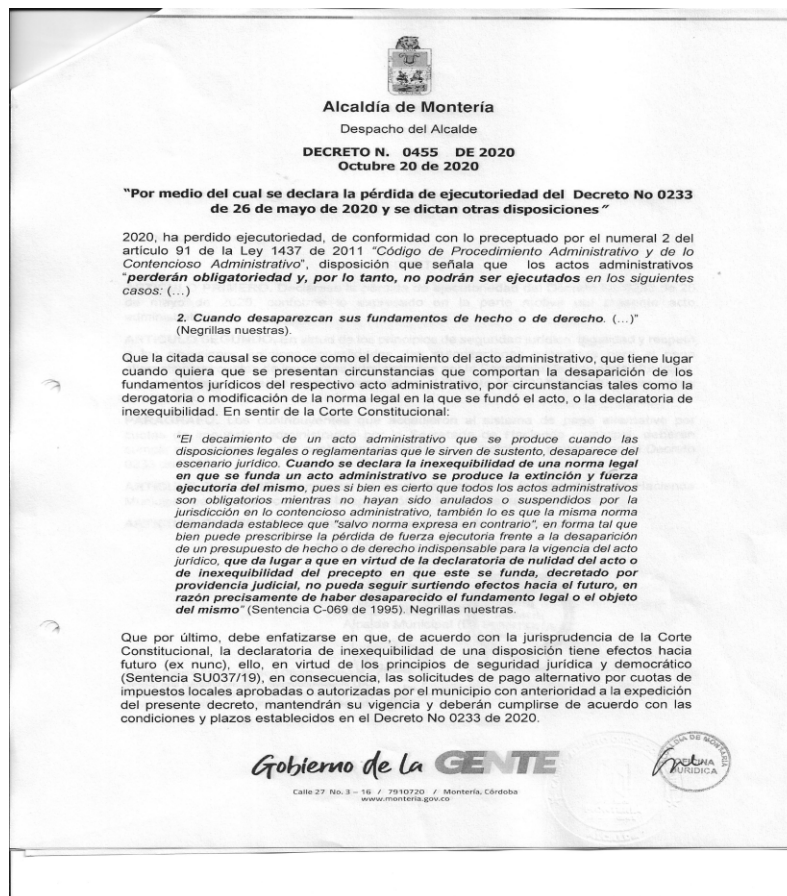 Alcaldía de Montería
Despacho del Alcalde
DECRETO N. 0455 DE 2020
Octubre 20 de 2020
“Por medio del cual se declara la pérdida de ejecutoriedad del Decreto No 0233
de 26 de mayo de 2020 y se dictan otras disposiciones”
2020, ha perdido ejecutoriedad, de conformidad con lo preceptuado por el numeral 2 del
artículo 91 de la Ley 1437 de 2011 “Código de Procedimiento Administrativo y de lo
Contencioso Administrativo”, disposición que señala que los actos administrativos
“perderán obligatoriedad y, por lo tanto, no podrán ser ejecutados en los siguientes
casos: (...)
2. Cuando desaparezcan sus fundamentos de hecho o de derecho. (...)”
(Negrillas nuestras).
Que la citada causal se conoce como el decaimiento del acto administrativo, que tiene lugar
cuando quiera que se presentan circunstancias que comportan la desaparición de los
fundamentos jurídicos del respectivo acto administrativo, por circunstancias tales como la
derogatoria o modificación de la norma legal en la que se fundó el acto, o la declaratoria de
inexequibilidad. En sentir de la Corte Constitucional:
“El decaimiento de un acto administrativo que se produce cuando las
disposiciones legales o reglamentarias que le sirven de sustento, desaparece del
escenario jurídico. Cuando se declara la inexequibilidad de una norma legal
en que se funda un acto administrativo se produce la extinción y fuerza
ejecutoria del mismo, pues si bien es cierto que todos los actos administrativos
son obligatorios mientras no hayan sido anulados o suspendidos por la
jurisdicción en lo contencioso administrativo, también lo es que la misma norma
demandada establece que "salvo norma expresa en contrario", en forma tal que
bien puede prescribirse la pérdida de fuerza ejecutoria frente a la desaparición
de un presupuesto de hecho o de derecho indispensable para la vigencia del acto
jurídico, que da lugar a que en virtud de la declaratoria de nulidad del acto o
de inexequibilidad del precepto en que este se funda, decretado por
providencia judicial, no pueda seguir surtiendo efectos hacia el futuro, en
razón precisamente de haber desaparecido el fundamento legal o el objeto
del mismo” (Sentencia C-069 de 1995). Negrillas nuestras.
Que por último, debe enfatizarse en que, de acuerdo con la jurisprudencia de la Corte
Constitucional, la declaratoria de inexequibilidad de una disposición tiene efectos hacia
futuro (ex nunc), ello, en virtud de los principios de seguridad jurídica y democrático
(Sentencia SU037/19), en consecuencia, las solicitudes de pago alternativo por cuotas de
impuestos locales aprobadas o autorizadas por el municipio con anterioridad a la expedición
del presente decreto, mantendrán su vigencia y deberán cumplirse de acuerdo con las
condiciones y plazos establecidos en el Decreto No 0233 de 2020.
Gobierno de la GENTE
OFICINA
JURIDICA
Calle 27 No. 3 – 16 / 7910720 / Montería, Córdoba
www.monteria.gov.co